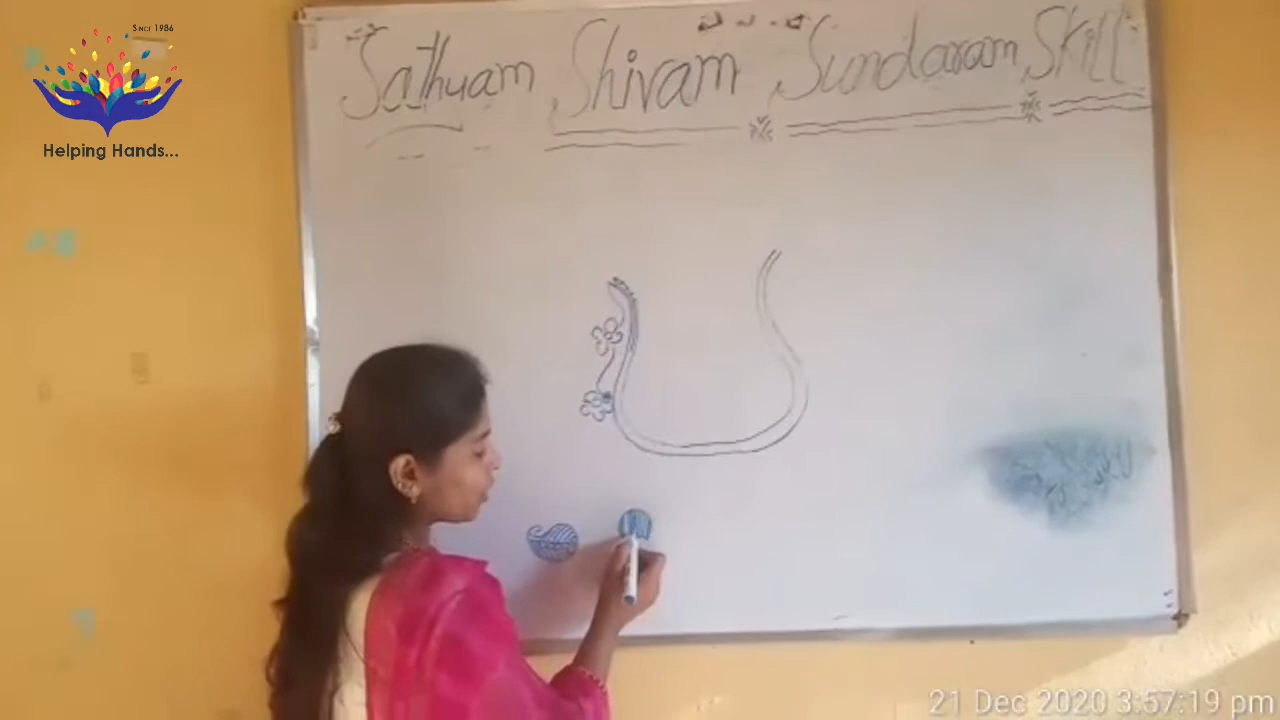 SINCE 1986
Helping Hands...
Sathyam Shivam Sundaram Skill
21 Dec 2020 3:57:19 pm